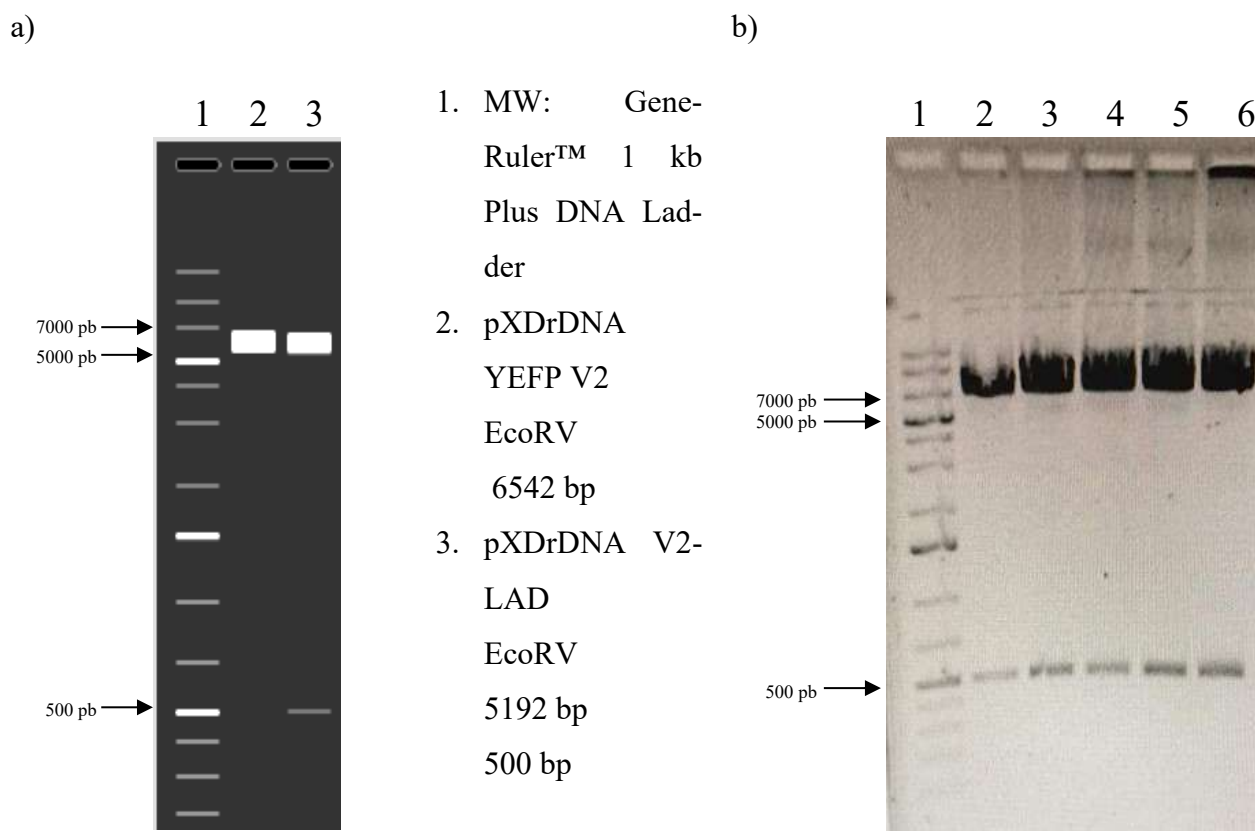 a)
b)
1 2 3
7000 pb
5000 pb
500 pb
1. MW: Gene-
Ruler™ 1 kb
Plus DNA Lad-
der
2. pXDrDNA
YEFP V2
EcoRV
6542 bp
3. pXDrDNA V2-
LAD
EcoRV
5192 bp
500 bp
1 2 3 4 5 6
7000 pb
5000 pb
500 pb